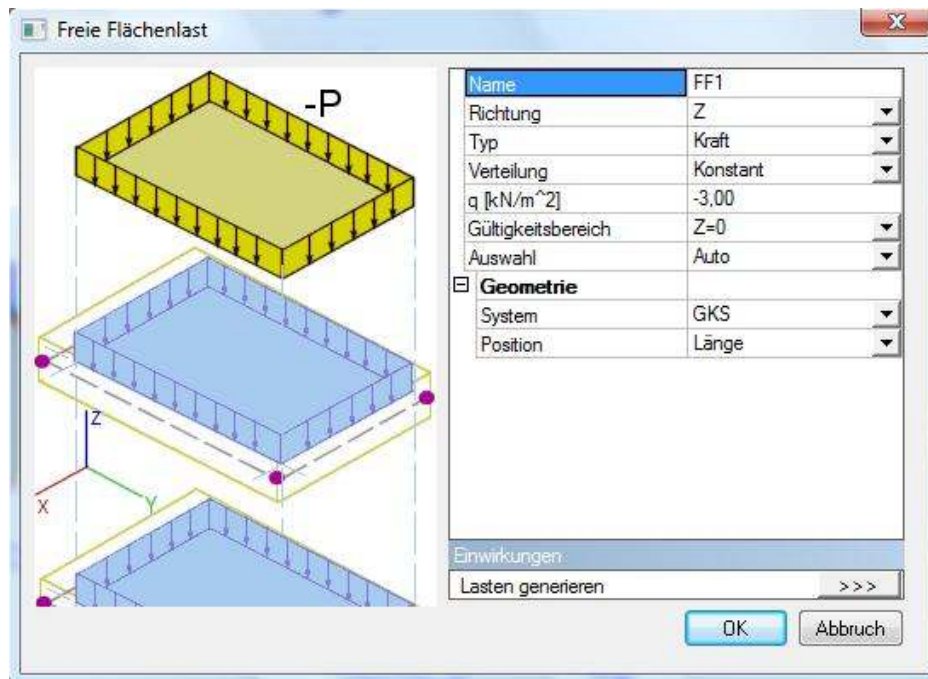 Freie Flächenlast
-P
Z
X
Y
Name FF1
Richtung Z
Typ Kraft
Verteilung Konstant
q [kN/m^2] -3,00
Gültigkeitsbereich Z=0
Auswahl Auto
Geometrie
System GKS
Position Länge
Einwirkungen
Lasten generieren >>>
OK Abbruch